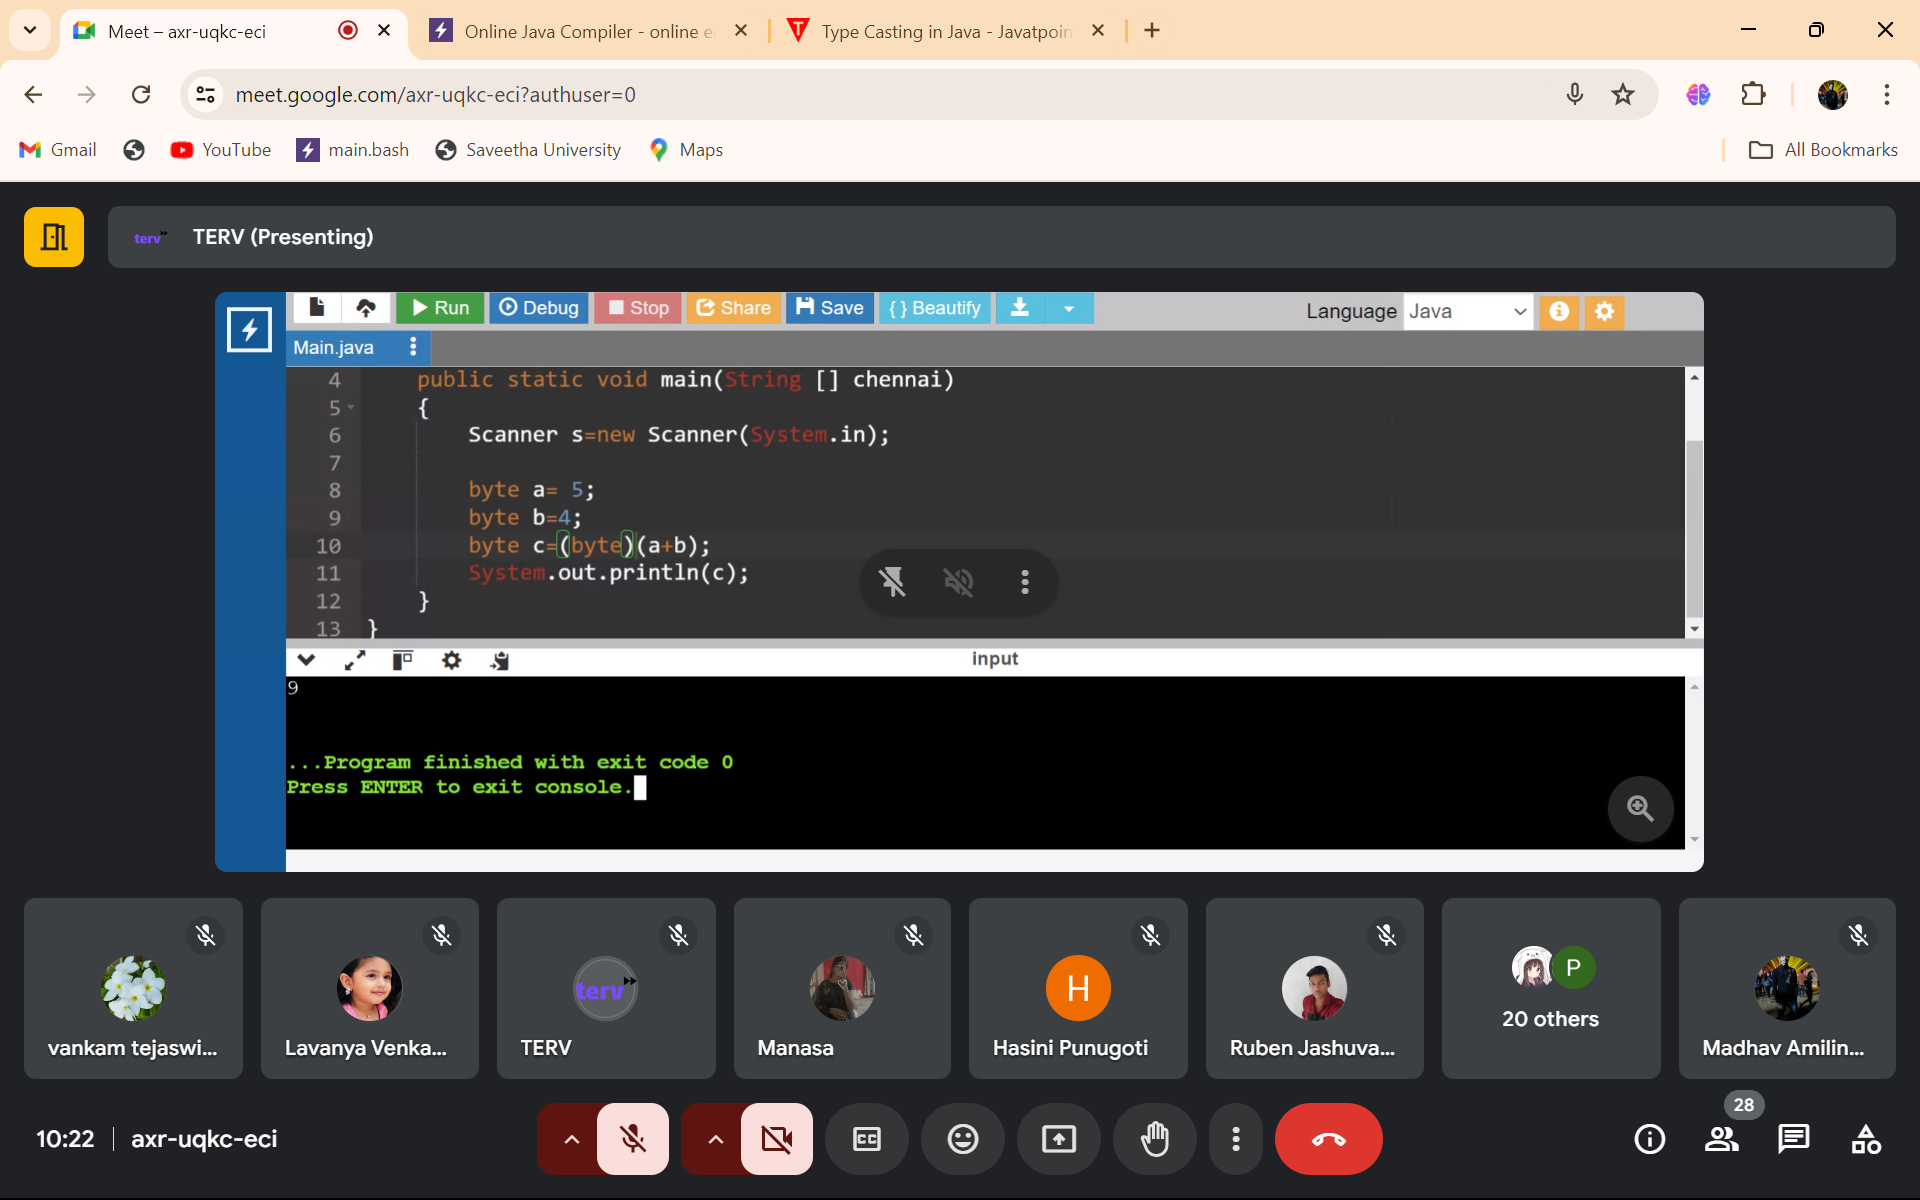 Meet – axr-uqkc-eci
Online Java Compiler - online e
Type Casting in Java - Javatpoin
meet.google.com/axr-uqkc-eci?authuser=0
Gmail
YouTube
main.bash
Saveetha University
Maps
All Bookmarks
terv
TERV (Presenting)
Run
Debug
Stop
Share
Save
{ } Beautify
Language
Java
Main.java
4 public static void main(String [] chennai)
5 {
6 Scanner s=new Scanner(System.in);
7
8 byte a= 5;
9 byte b=4;
10 byte c=(byte)(a+b);
11 System.out.println(c);
12 }
13 }
input
9
...Program finished with exit code 0
Press ENTER to exit console.
vankam tejaswi...
Lavanya Venka...
terv
TERV
Manasa
H
Hasini Punugoti
Ruben Jashuva...
P
20 others
Madhav Amilin...
10:22
axr-uqkc-eci
CC
28